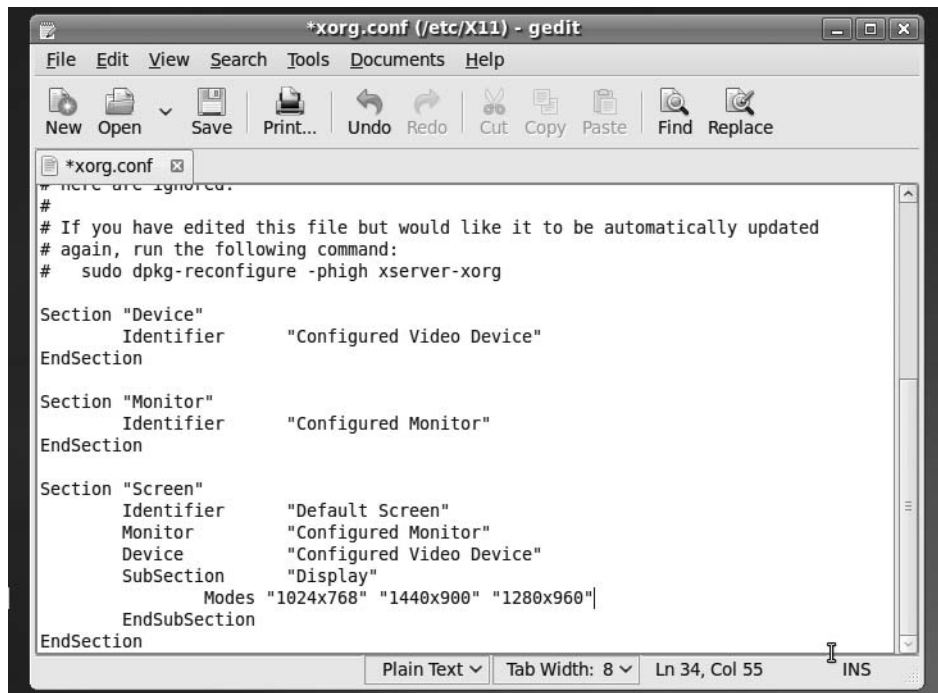 *xorg.conf (/etc/X11) - gedit
File Edit View Search Tools Documents Help
New Open Save Print... Undo Redo Cut Copy Paste Find Replace
*xorg.conf
# here are ignored.
#
# If you have edited this file but would like it to be automatically updated
# again, run the following command:
#   sudo dpkg-reconfigure -phigh xserver-xorg
Section "Device"
        Identifier      "Configured Video Device"
EndSection
Section "Monitor"
        Identifier      "Configured Monitor"
EndSection
Section "Screen"
        Identifier      "Default Screen"
        Monitor         "Configured Monitor"
        Device          "Configured Video Device"
        SubSection      "Display"
                Modes "1024x768" "1440x900" "1280x960"
        EndSubSection
EndSection
Plain Text Tab Width: 8 Ln 34, Col 55 INS